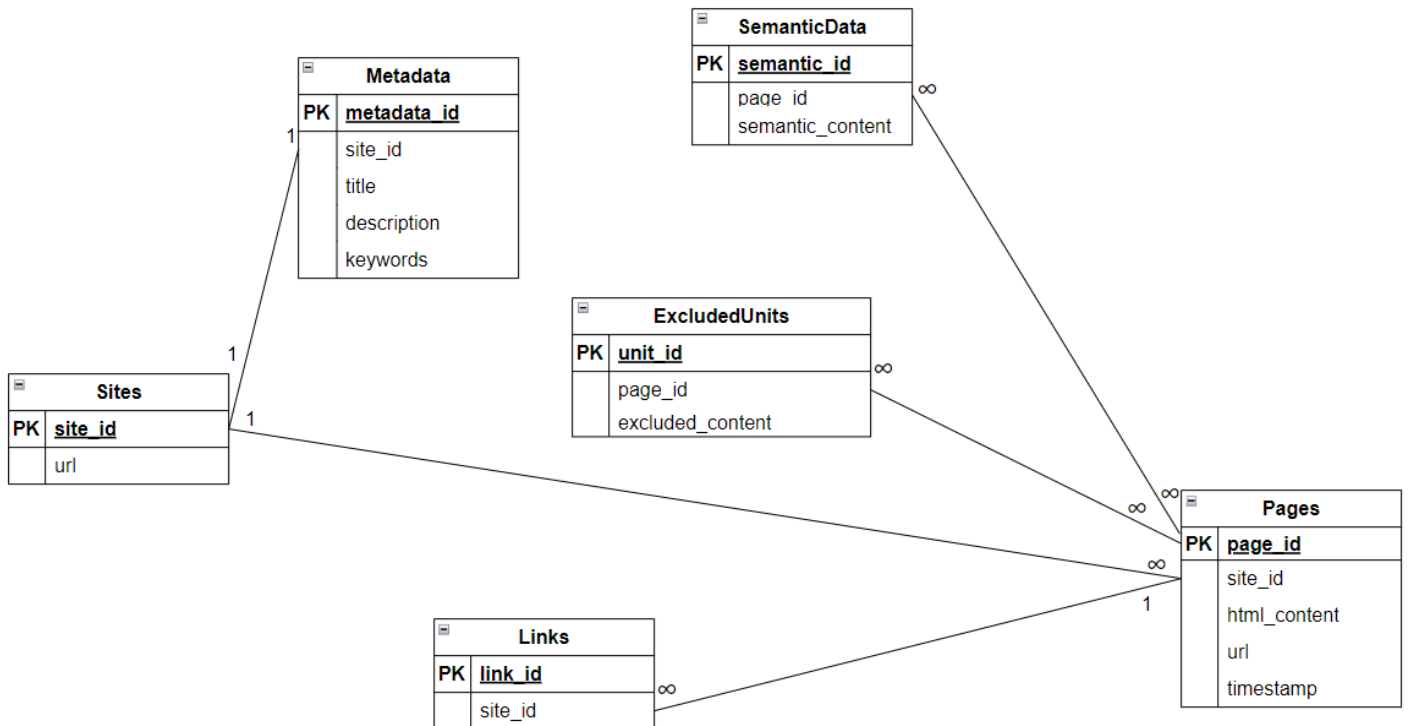 SemanticData
PK semantic_id
page_id
semantic_content
∞
Metadata
PK metadata_id
site_id
title
description
keywords
1
ExcludedUnits
PK unit_id
page_id
excluded_content
∞
1
Sites
PK site_id
url
1
∞
∞
Pages
PK page_id
site_id
html_content
url
timestamp
∞
1
Links
PK link_id
site_id
∞